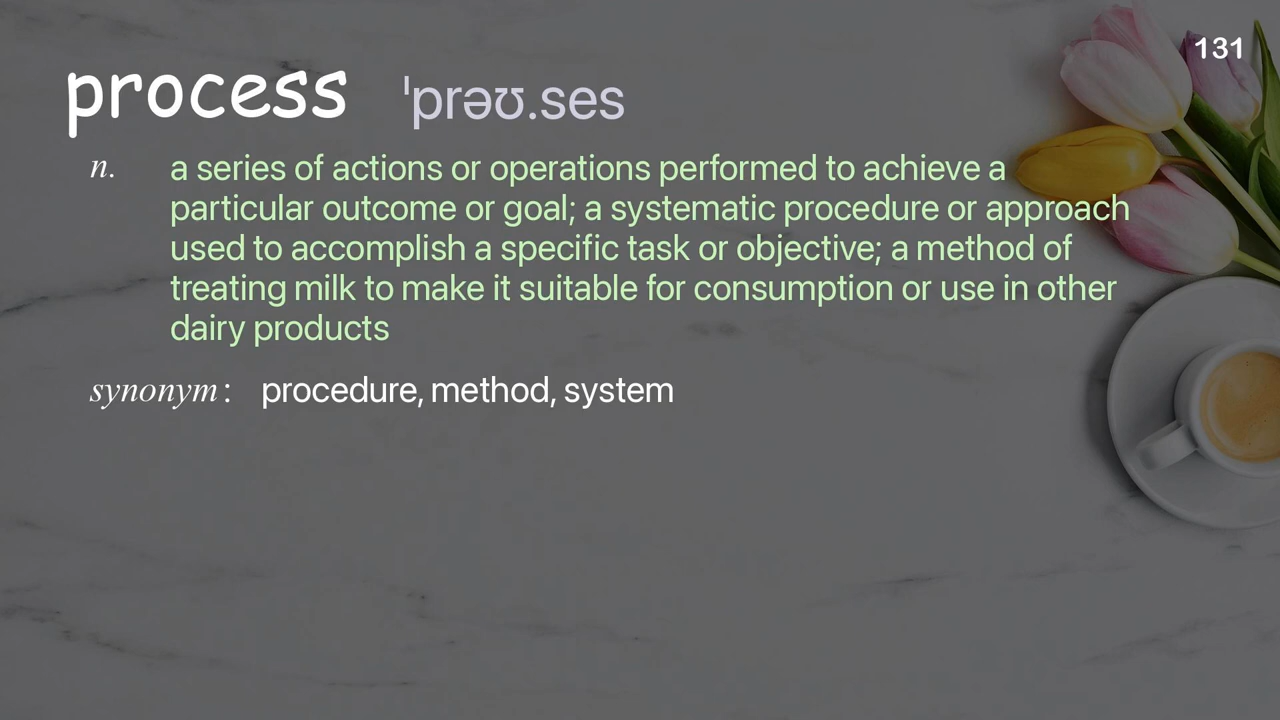 131
process ˈprəʊ.ses
n. a series of actions or operations performed to achieve a
particular outcome or goal; a systematic procedure or approach
used to accomplish a specific task or objective; a method of
treating milk to make it suitable for consumption or use in other
dairy products
synonym: procedure, method, system